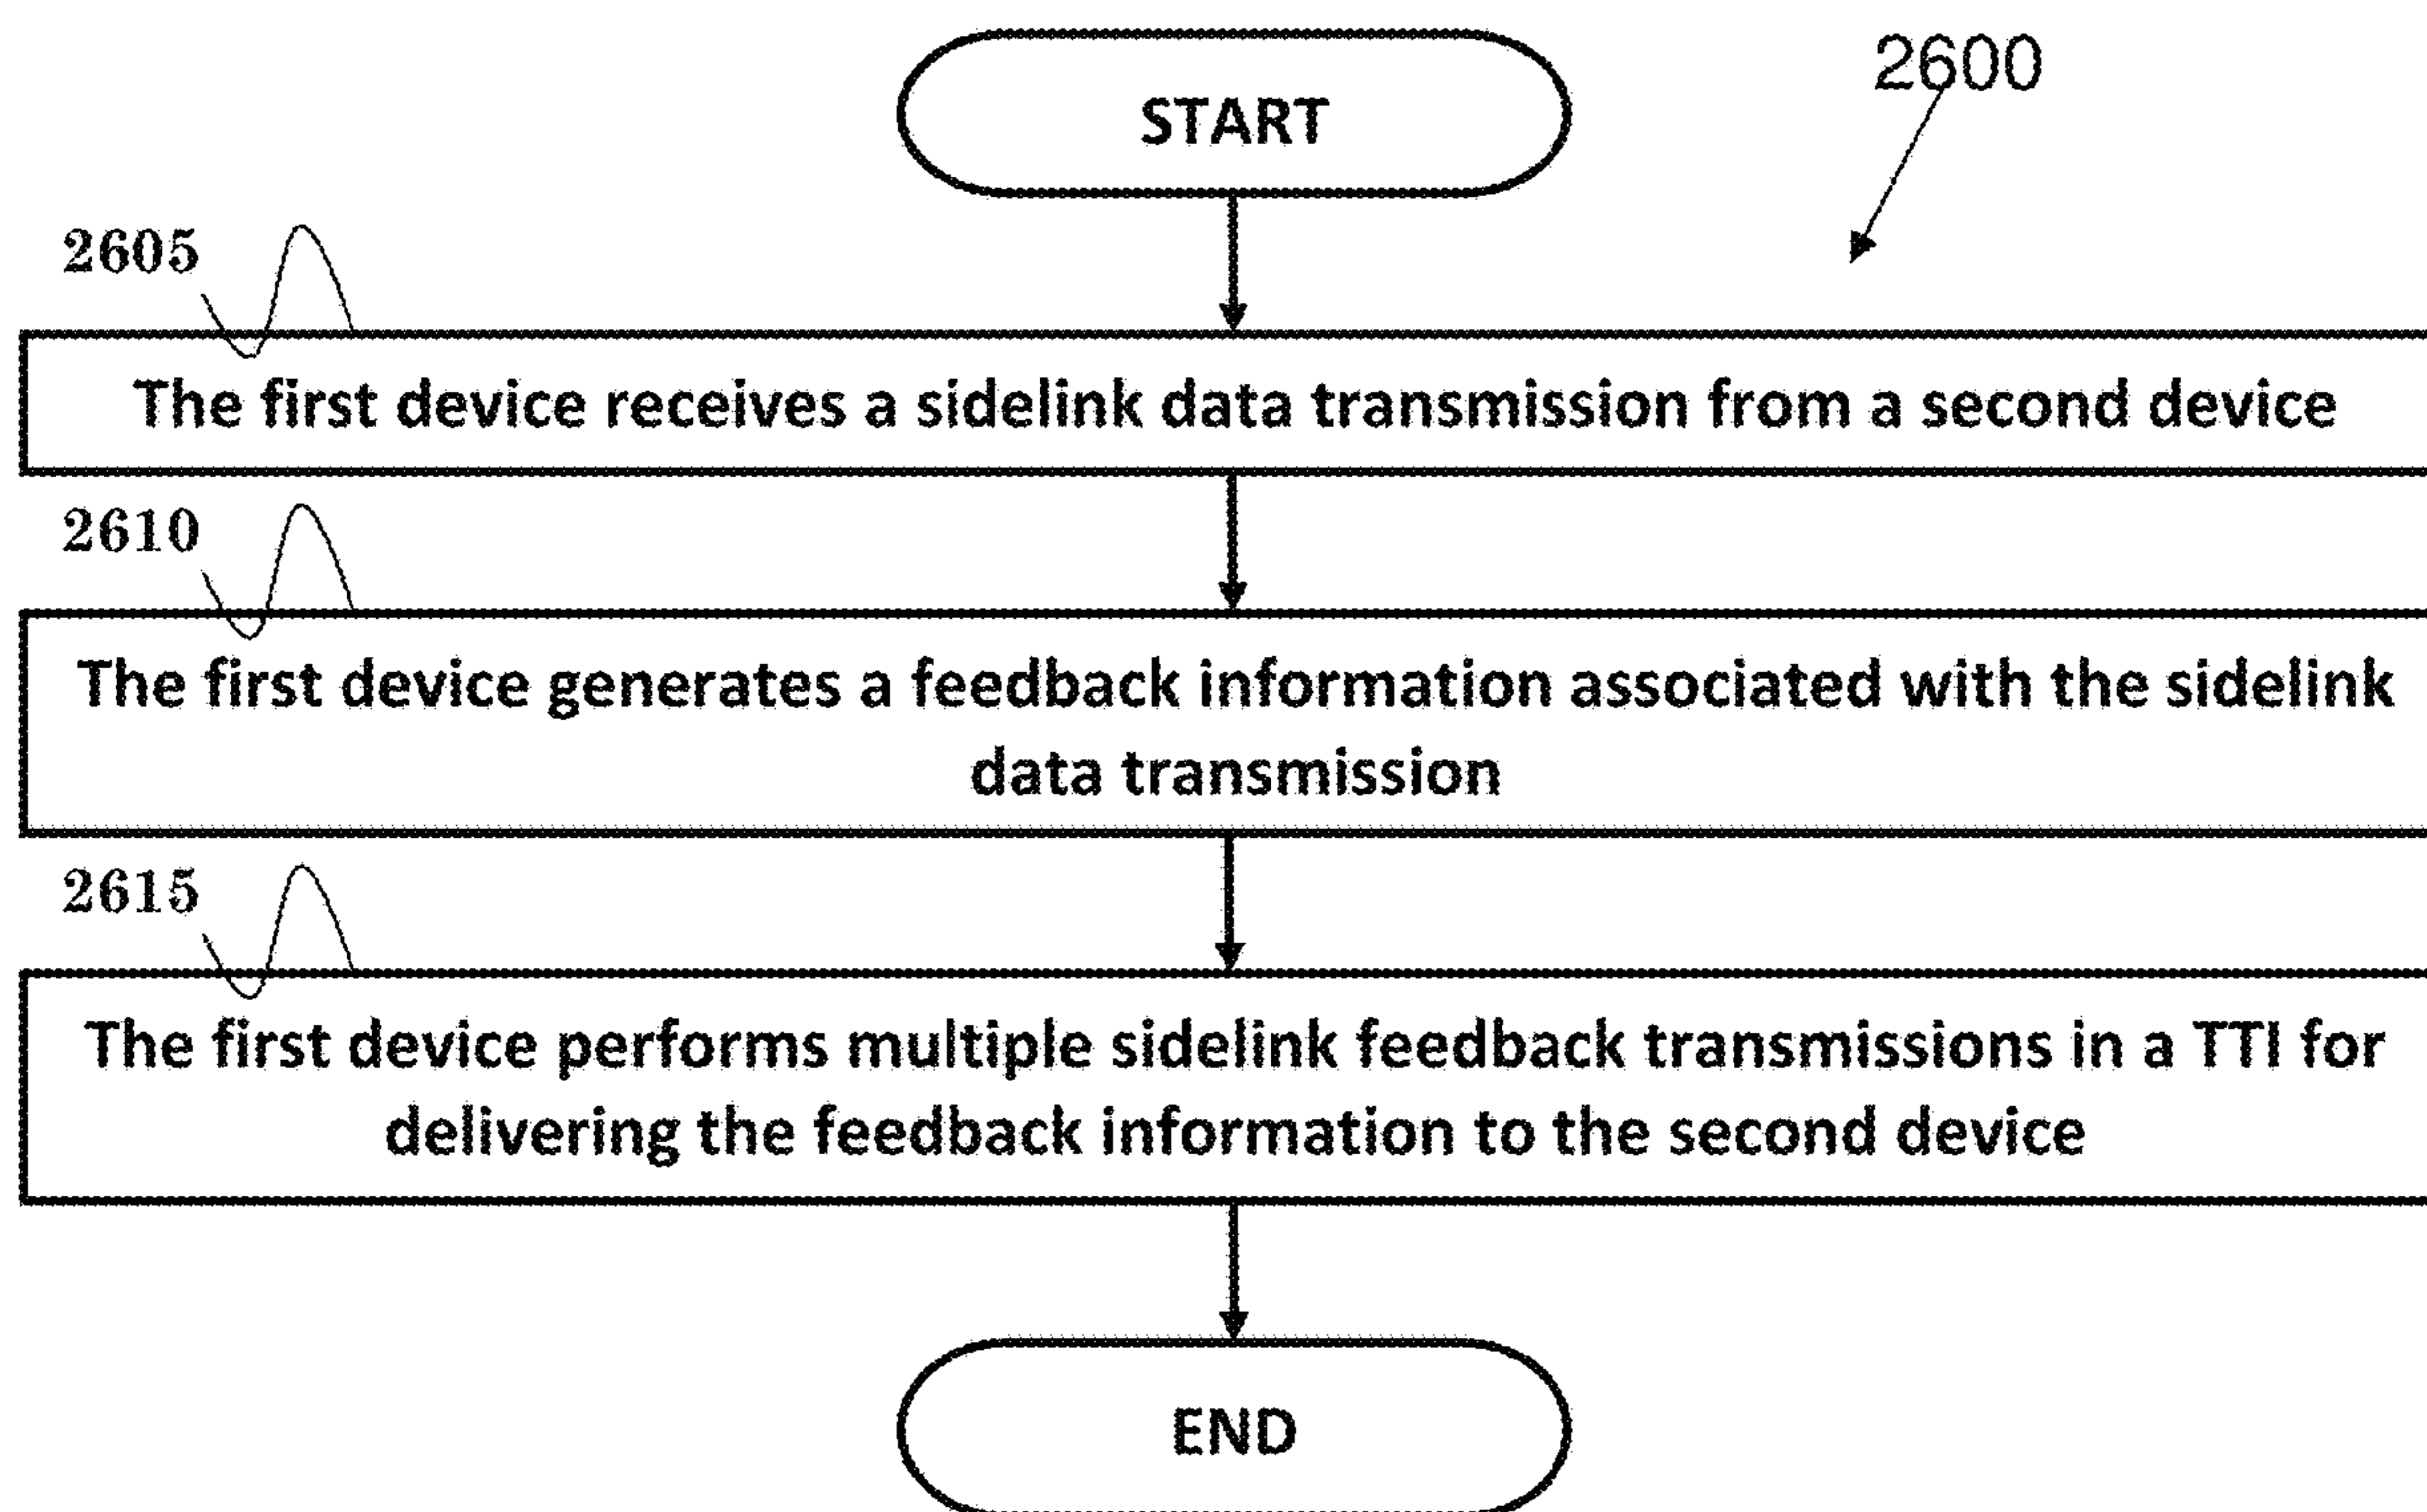 START
2600
2605
The first device receives a sidelink data transmission from a second device
2610
The first device generates a feedback information associated with the sidelink
data transmission
2615
The first device performs multiple sidelink feedback transmissions in a TTI for
delivering the feedback information to the second device
END